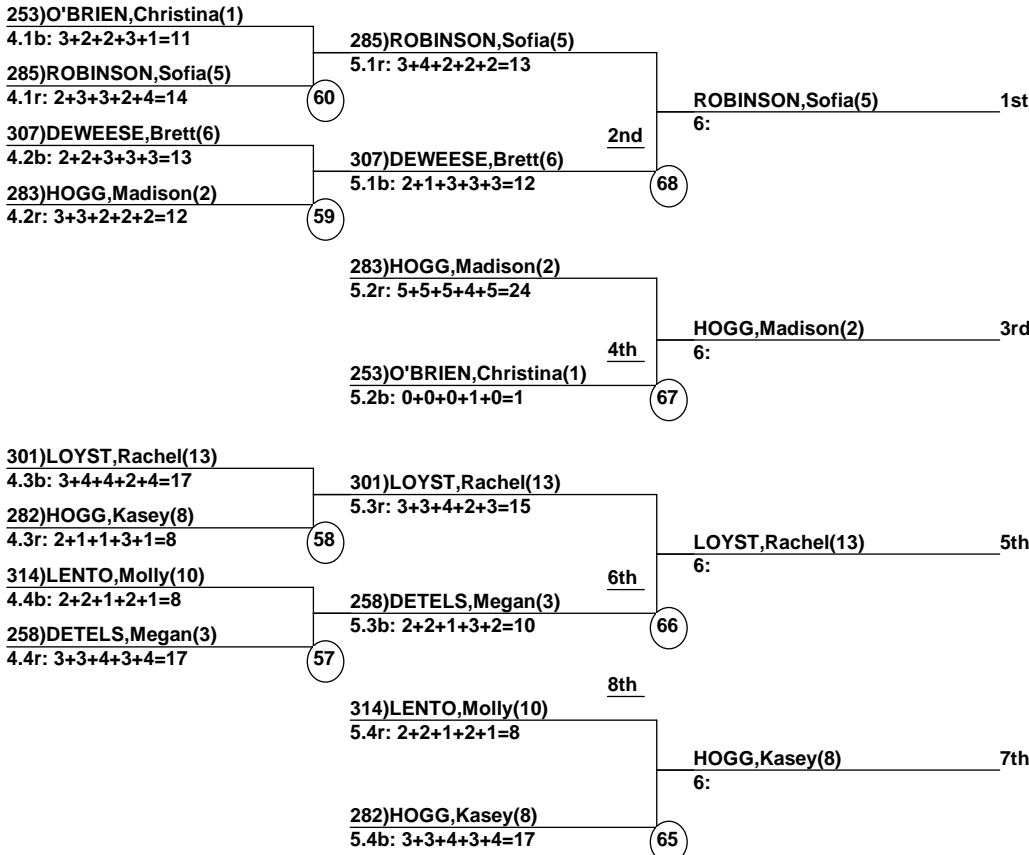 253)O'BRIEN,Christina(1)
4.1b: 3+2+2+3+1=11
285)ROBINSON,Sofia(5)
4.1r: 2+3+3+2+4=14
60
307)DEWEESE,Brett(6)
4.2b: 2+2+3+3+3=13
283)HOGG,Madison(2)
4.2r: 3+3+2+2+2=12
59
285)ROBINSON,Sofia(5)
5.1r: 3+4+2+2+2=13
2nd
307)DEWEESE,Brett(6)
5.1b: 2+1+3+3+3=12
68
ROBINSON,Sofia(5) 1st
6:
283)HOGG,Madison(2)
5.2r: 5+5+5+4+5=24
4th
253)O'BRIEN,Christina(1)
5.2b: 0+0+0+1+0=1
67
HOGG,Madison(2) 3rd
6:
301)LOYST,Rachel(13)
4.3b: 3+4+4+2+4=17
282)HOGG,Kasey(8)
4.3r: 2+1+1+3+1=8
58
314)LENTO,Molly(10)
4.4b: 2+2+1+2+1=8
258)DETELS,Megan(3)
4.4r: 3+3+4+3+4=17
57
301)LOYST,Rachel(13)
5.3r: 3+3+4+2+3=15
6th
258)DETELS,Megan(3)
5.3b: 2+2+1+3+2=10
66
LOYST,Rachel(13) 5th
6:
8th
314)LENTO,Molly(10)
5.4r: 2+2+1+2+1=8
282)HOGG,Kasey(8)
5.4b: 3+3+4+3+4=17
65
HOGG,Kasey(8) 7th
6: